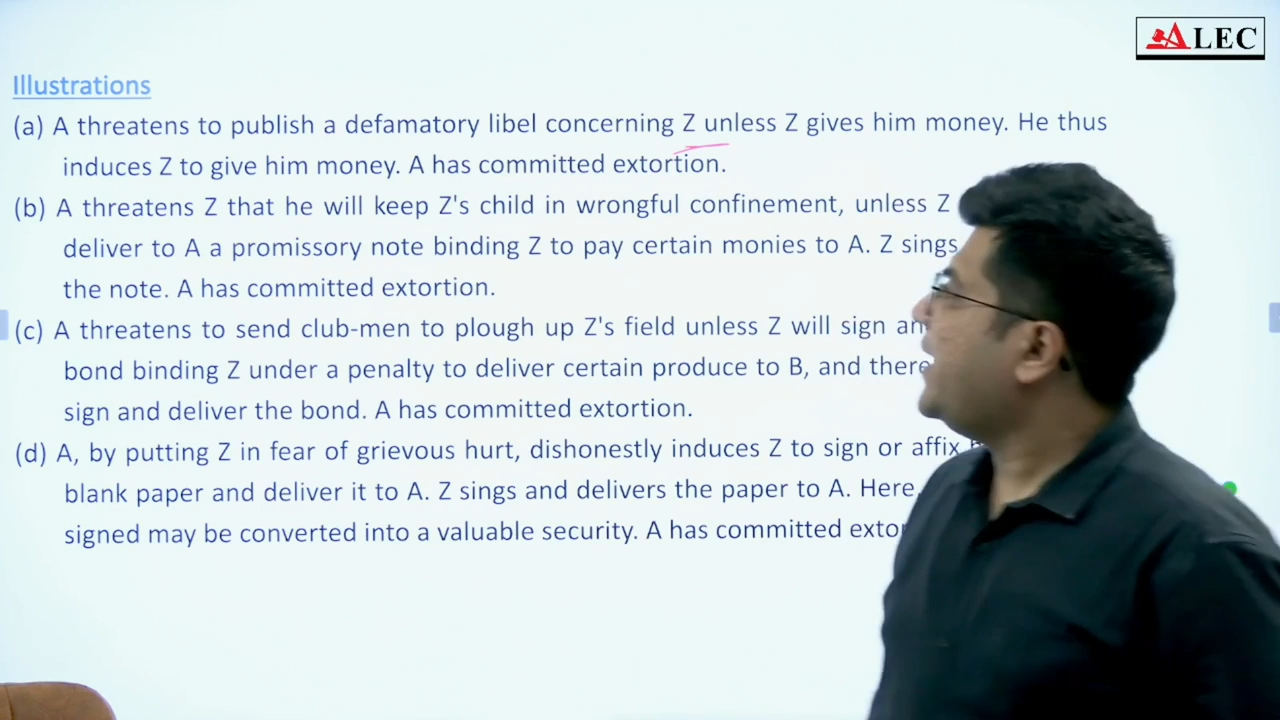 ALEC
Illustrations
(a) A threatens to publish a defamatory libel concerning Z unless Z gives him money. He thus
induces Z to give him money. A has committed extortion.
(b) A threatens Z that he will keep Z's child in wrongful confinement, unless Z
deliver to A a promissory note binding Z to pay certain monies to A. Z sings
the note. A has committed extortion.
(c) A threatens to send club-men to plough up Z's field unless Z will sign
bond binding Z under a penalty to deliver certain produce to B, and
sign and deliver the bond. A has committed extortion.
(d) A, by putting Z in fear of grievous hurt, dishonestly induces Z to sign or affix
blank paper and deliver it to A. Z sings and delivers the paper to A. Here,
signed may be converted into a valuable security. A has committed